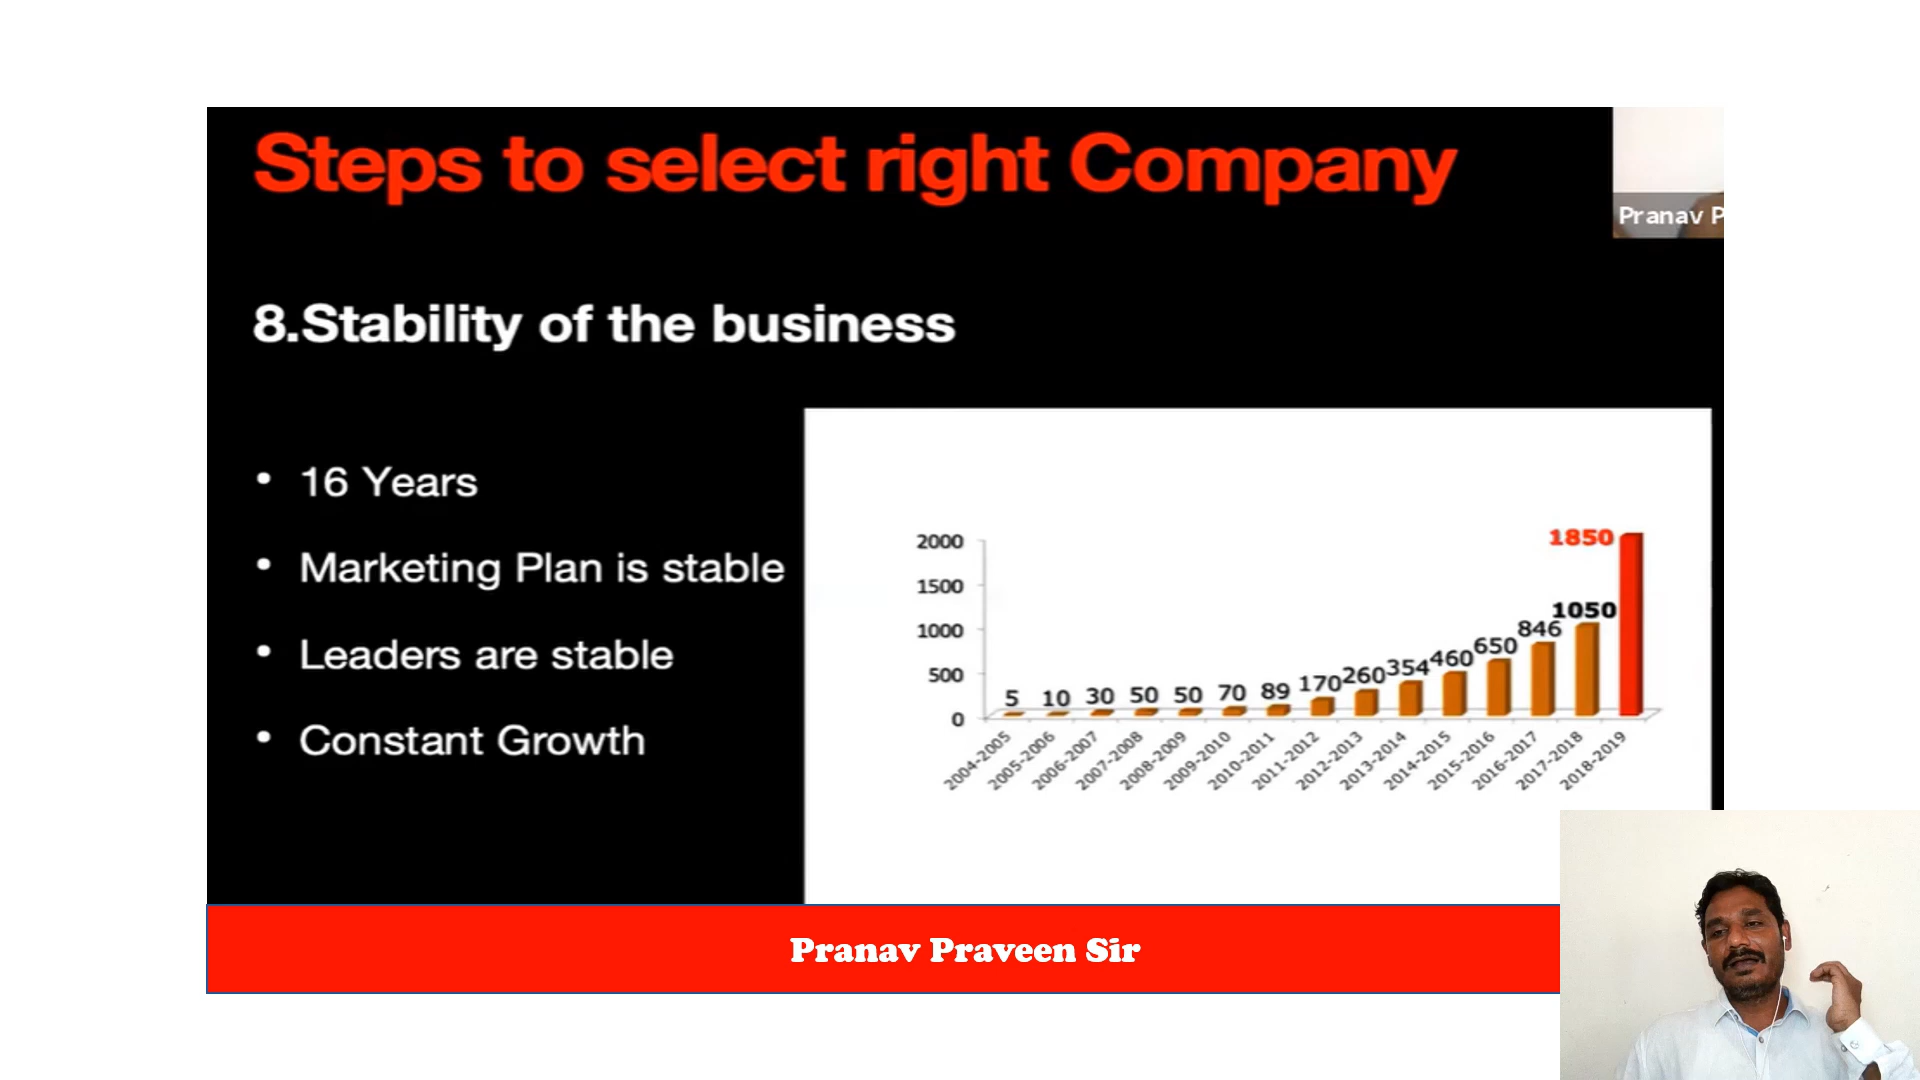 Steps to select right Company
Pranav P
8.Stability of the business
• 16 Years
• Marketing Plan is stable
• Leaders are stable
• Constant Growth
2000
1500
1000
500
0
5 10 30 50 50 70 89 170 260 354 460 650 846 1050 1850
2004-2005 2005-2006 2006-2007 2007-2008 2008-2009 2009-2010 2010-2011 2011-2012 2012-2013 2013-2014 2014-2015 2015-2016 2016-2017 2017-2018 2018-2019
Pranav Praveen Sir